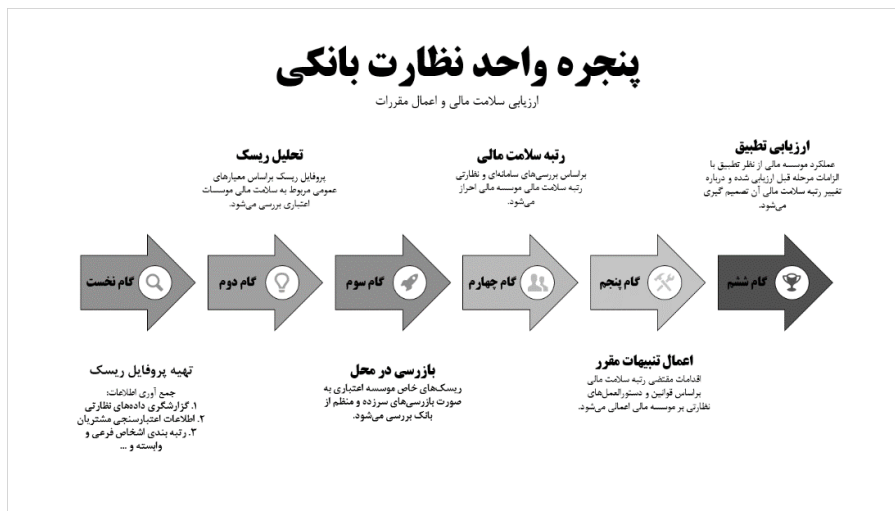 پنجره واحد نظارت بانکی
ارزیابی سلامت مالی و اعمال مقررات
گام نخست
تهیه پروفایل ریسک
جمع آوری اطلاعات:
۱. گزارشگری داده‌های نظارتی
۲. اطلاعات اعتبارسنجی مشتریان
۳. رتبه بندی اشخاص فرعی و
وابسته و ...
گام دوم
تحلیل ریسک
پروفایل ریسک براساس معیارهای
عمومی مربوط به سلامت مالی موسسات
اعتباری بررسی می‌شود.
گام سوم
بازرسی در محل
ریسک‌های خاص موسسه اعتباری به
صورت بازرسی‌های سرزده و منظم از
بانک بررسی می‌شود.
گام چهارم
رتبه سلامت مالی
براساس بررسی‌های سامانه‌ای و نظارتی
رتبه سلامت مالی موسسه مالی احراز
می‌شود.
گام پنجم
اعمال تنبیهات مقرر
اقدامات مقتضی رتبه سلامت مالی
براساس قوانین و دستورالعمل‌های
نظارتی بر موسسه مالی اعمالی می‌شود.
گام ششم
ارزیابی تطبیق
عملکرد موسسه مالی از نظر تطبیق با
الزامات مرحله قبل ارزیابی شده و درباره
تغییر رتبه سلامت مالی آن تصمیم گیری
می‌شود.